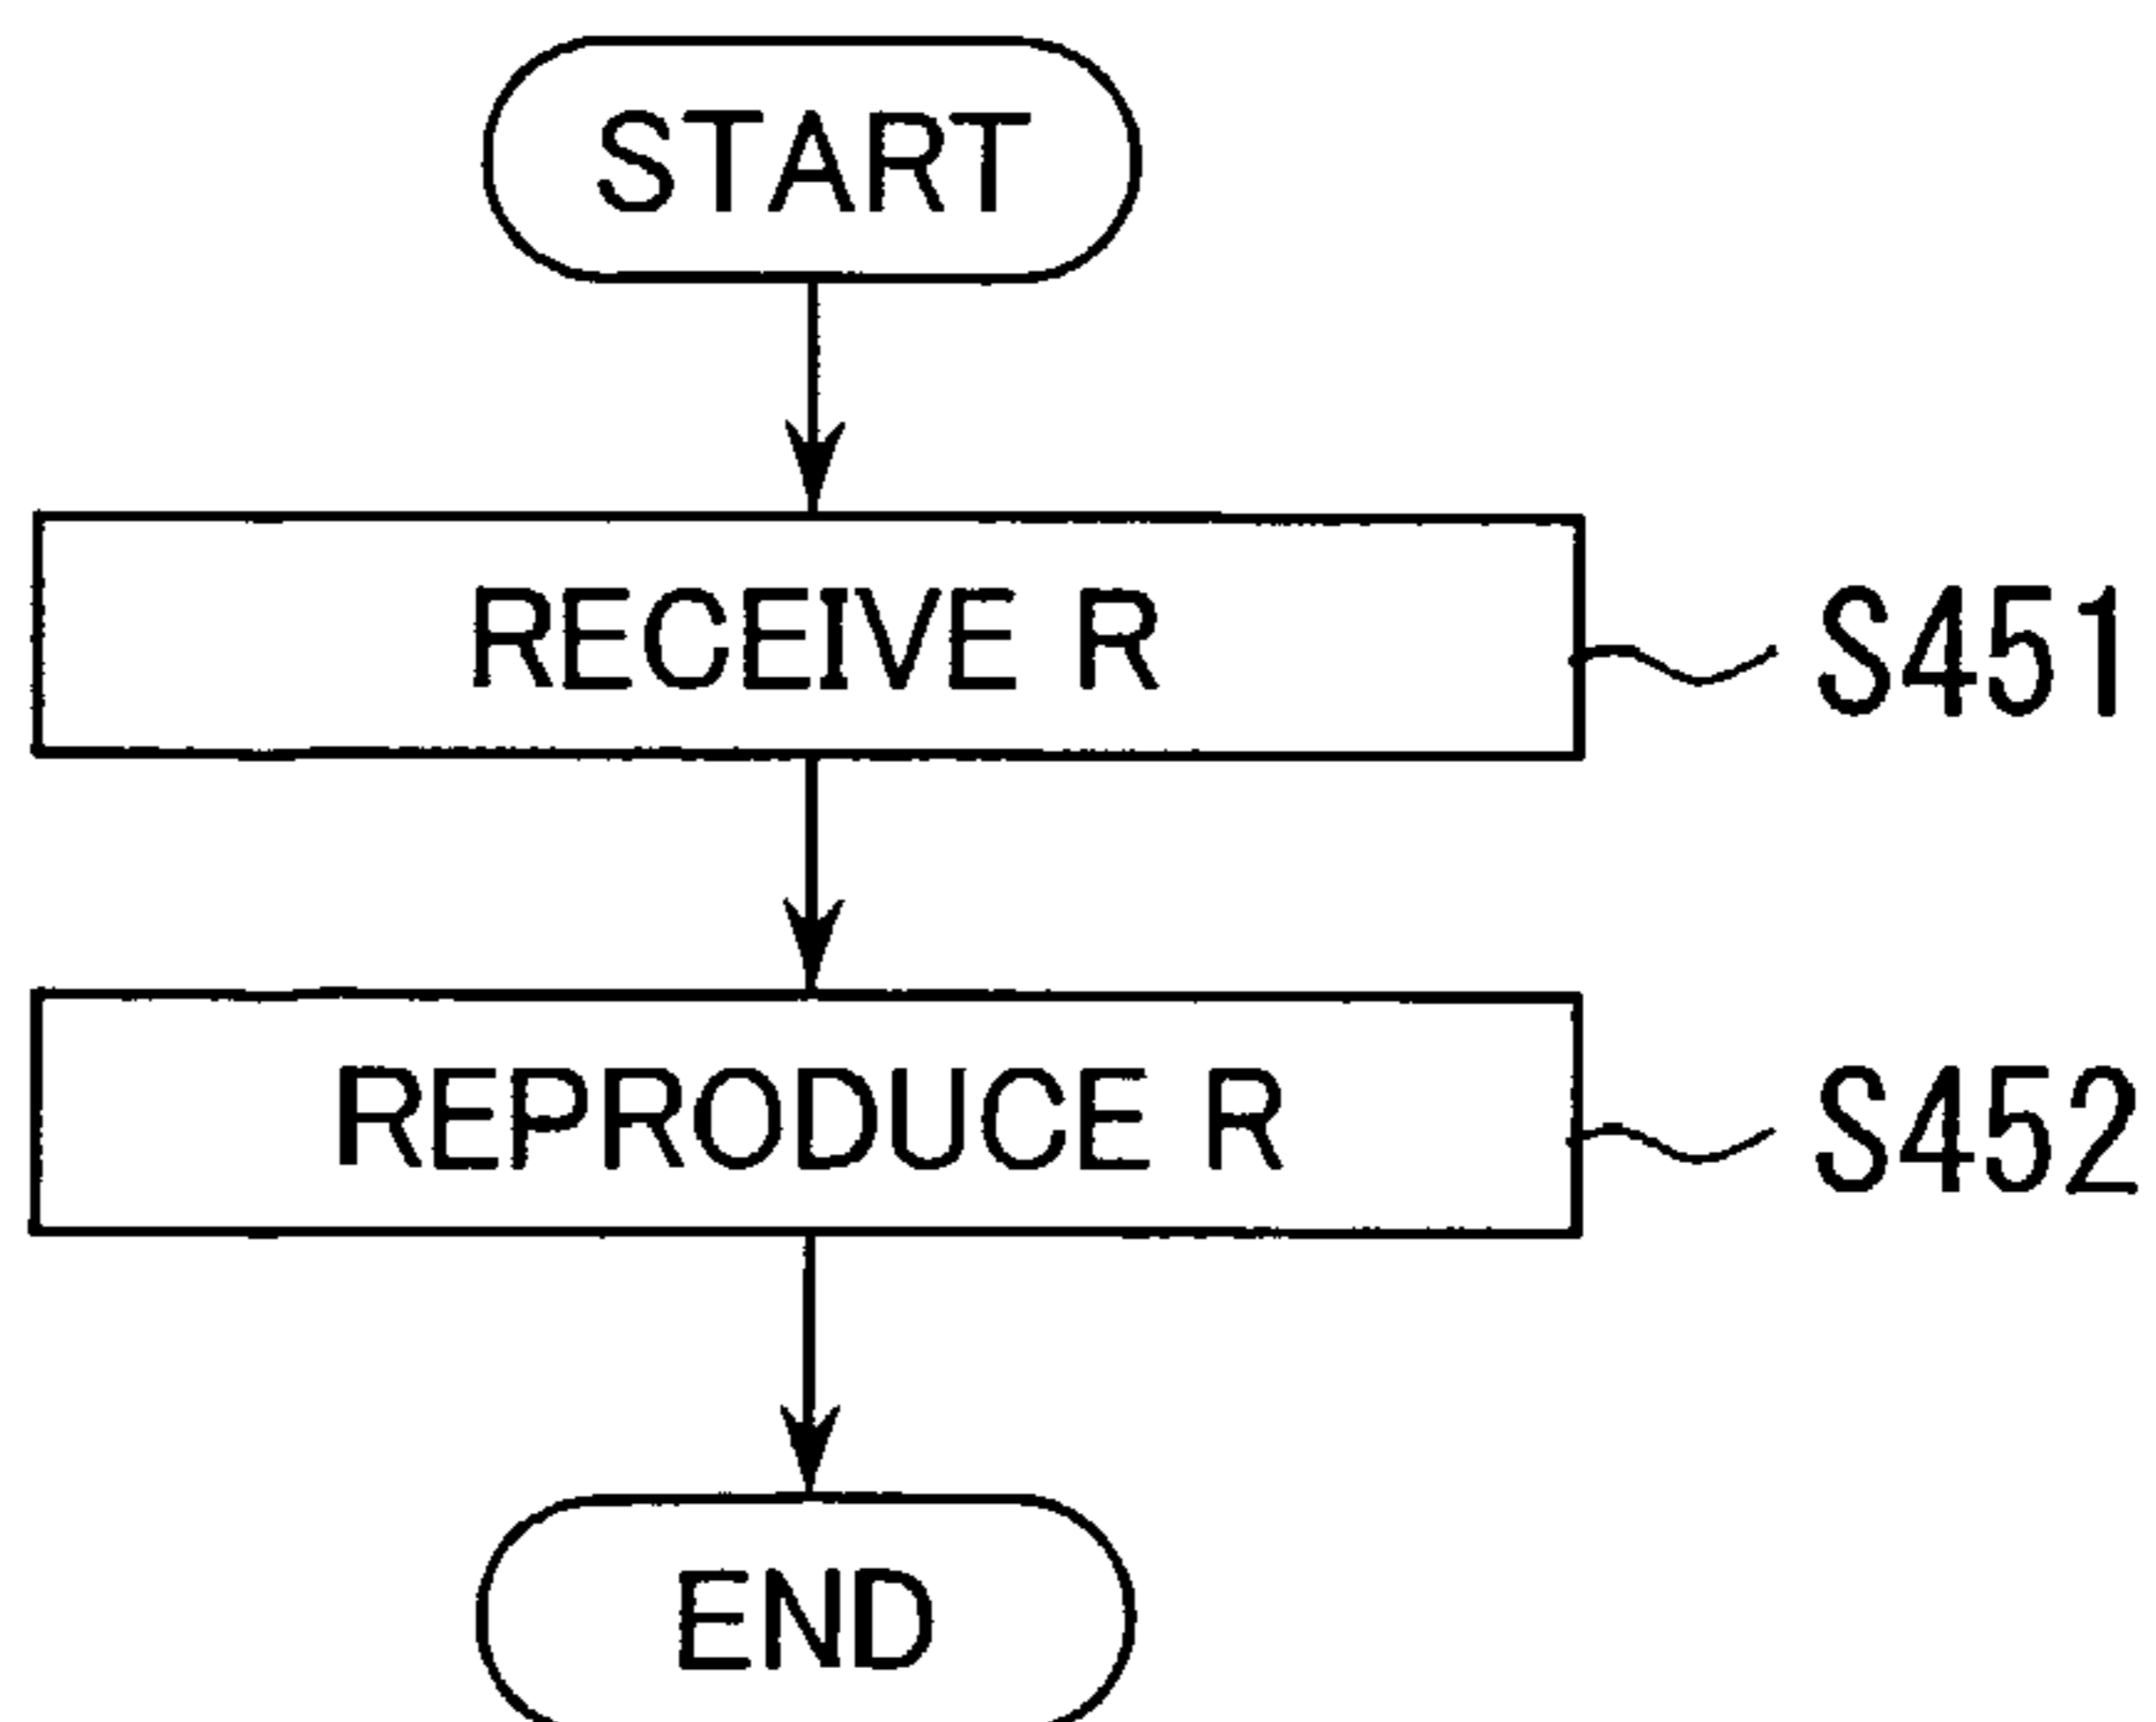 START
RECEIVE R
S451
REPRODUCE R
S452
END